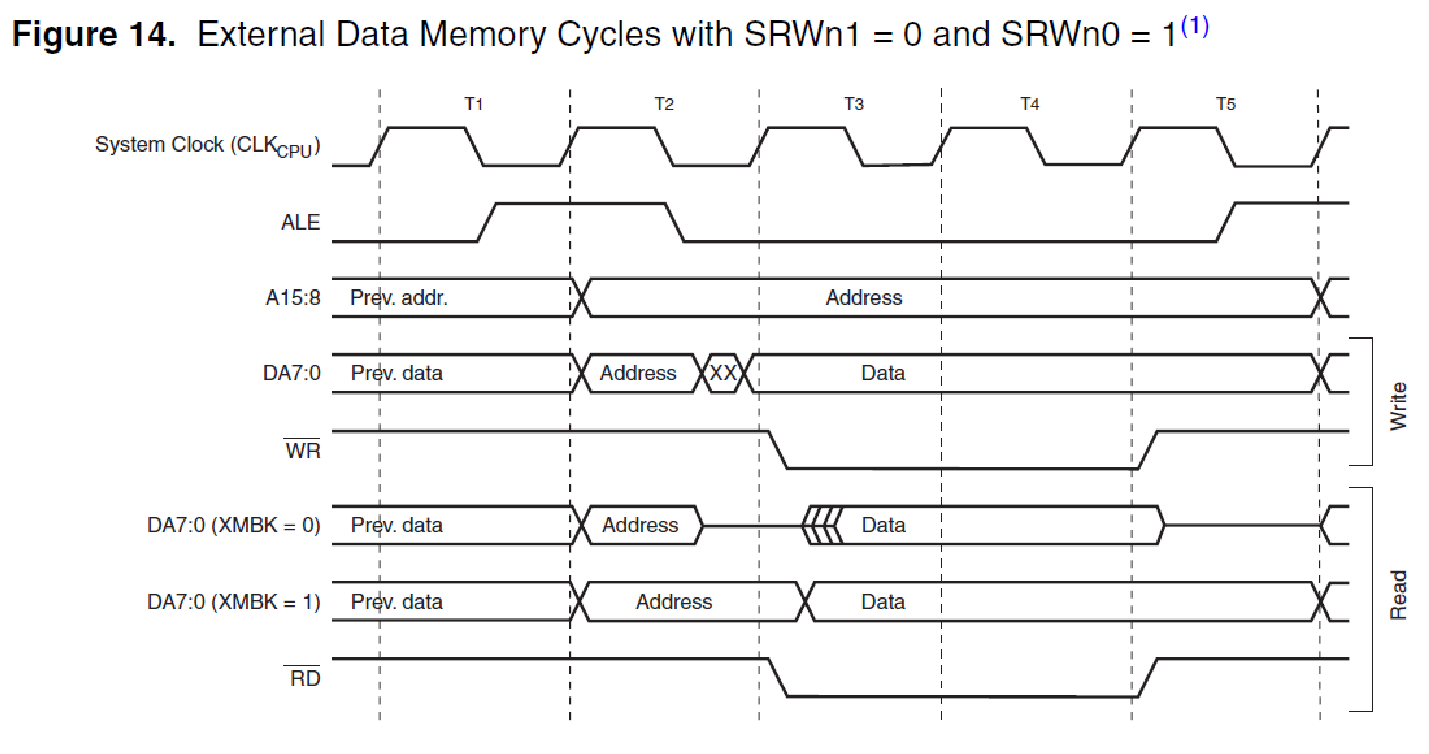 Figure 14. External Data Memory Cycles with SRWn1 = 0 and SRWn0 = 1(1)
T1 T2 T3 T4 T5
System Clock (CLKCPU)
ALE
A15:8 Prev. addr. Address
DA7:0 Prev. data Address XX Data
WR
Write
DA7:0 (XMBK = 0) Prev. data Address Data
DA7:0 (XMBK = 1) Prev. data Address Data
RD
Read